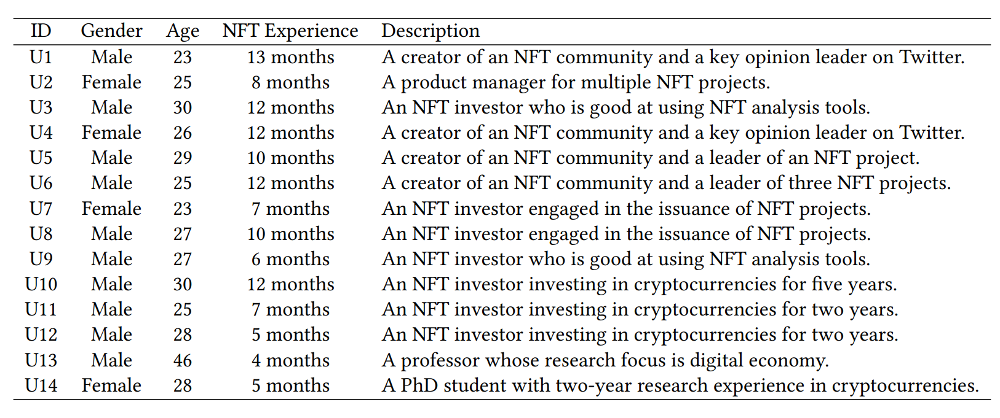 ID Gender Age NFT Experience Description
U1 Male 23 13 months A creator of an NFT community and a key opinion leader on Twitter.
U2 Female 25 8 months A product manager for multiple NFT projects.
U3 Male 30 12 months An NFT investor who is good at using NFT analysis tools.
U4 Female 26 12 months A creator of an NFT community and a key opinion leader on Twitter.
U5 Male 29 10 months A creator of an NFT community and a leader of an NFT project.
U6 Male 25 12 months A creator of an NFT community and a leader of three NFT projects.
U7 Female 23 7 months An NFT investor engaged in the issuance of NFT projects.
U8 Male 27 10 months An NFT investor engaged in the issuance of NFT projects.
U9 Male 27 6 months An NFT investor who is good at using NFT analysis tools.
U10 Male 30 12 months An NFT investor investing in cryptocurrencies for five years.
U11 Male 25 7 months An NFT investor investing in cryptocurrencies for two years.
U12 Male 28 5 months An NFT investor investing in cryptocurrencies for two years.
U13 Male 46 4 months A professor whose research focus is digital economy.
U14 Female 28 5 months A PhD student with two-year research experience in cryptocurrencies.